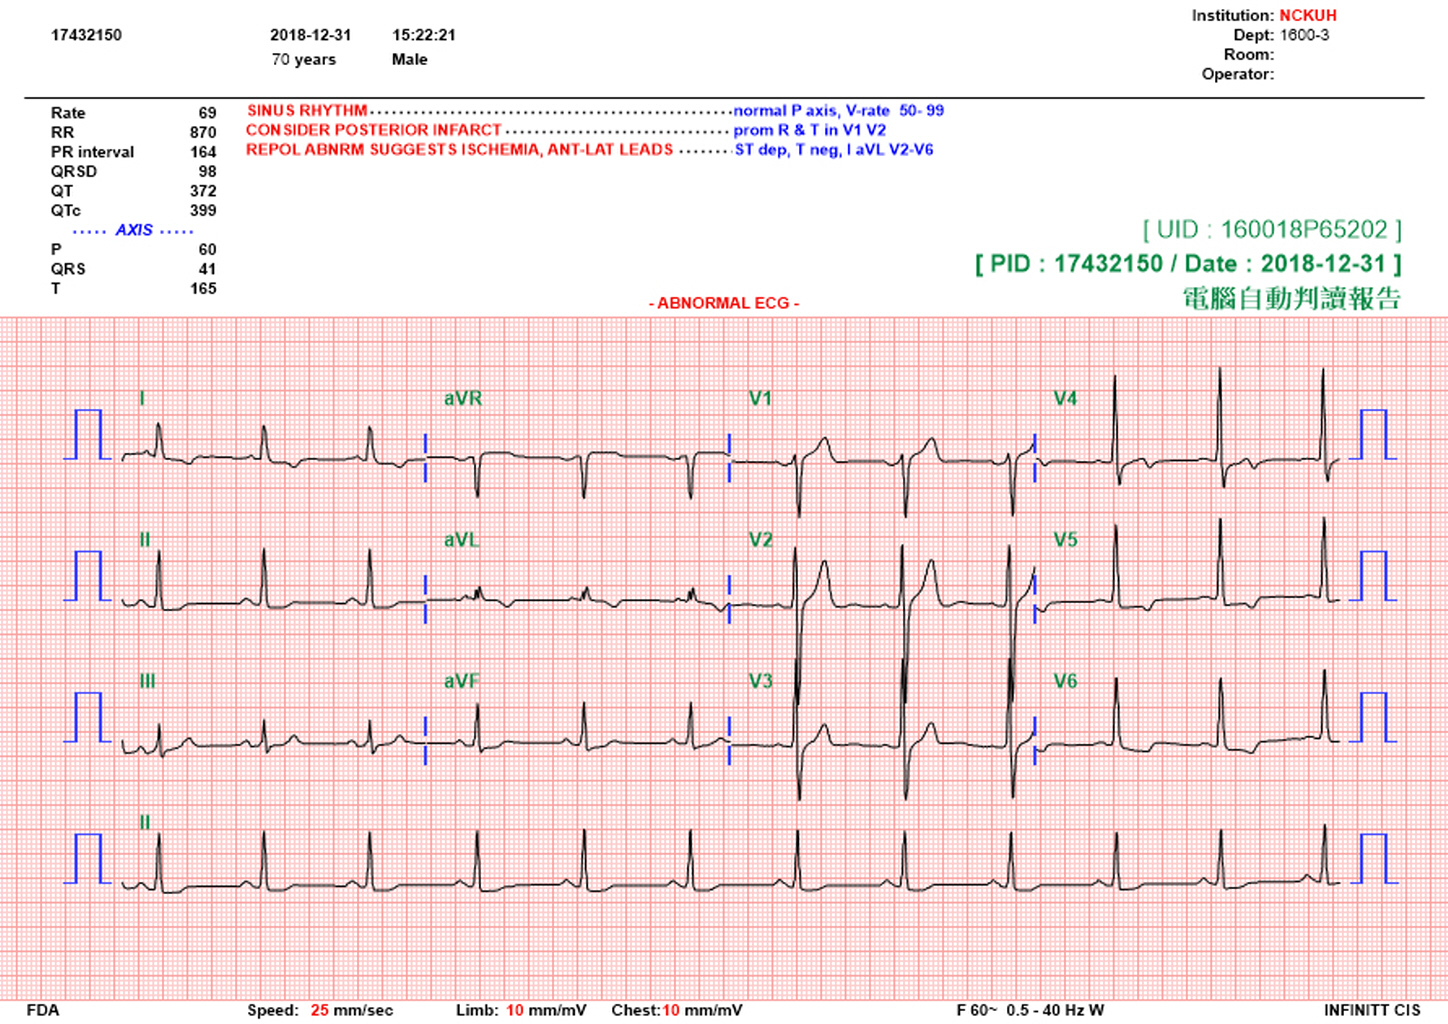 17432150 2018-12-31 15:22:21
70 years Male
Institution: NCKUH
Dept: 1600-3
Room:
Operator:
Rate 69
RR 870
PR interval 164
QRSD 98
QT 372
QTc 399
····· AXIS ·····
P 60
QRS 41
T 165
SINUS RHYTHM........................................normal P axis, V-rate 50- 99
CONSIDER POSTERIOR INFARCT.........................prom R & T in V1 V2
REPOL ABNRM SUGGESTS ISCHEMIA, ANT-LAT LEADS .......ST dep, T neg, I aVL V2-V6
[ UID : 160018P65202 ]
[ PID : 17432150 / Date : 2018-12-31 ]
電腦自動判讀報告
- ABNORMAL ECG -
I aVR V1 V4
II aVL V2 V5
III aVF V3 V6
II
FDA Speed: 25 mm/sec Limb: 10 mm/mV Chest:10 mm/mV F 60~ 0.5 - 40 Hz W INFINITT CIS